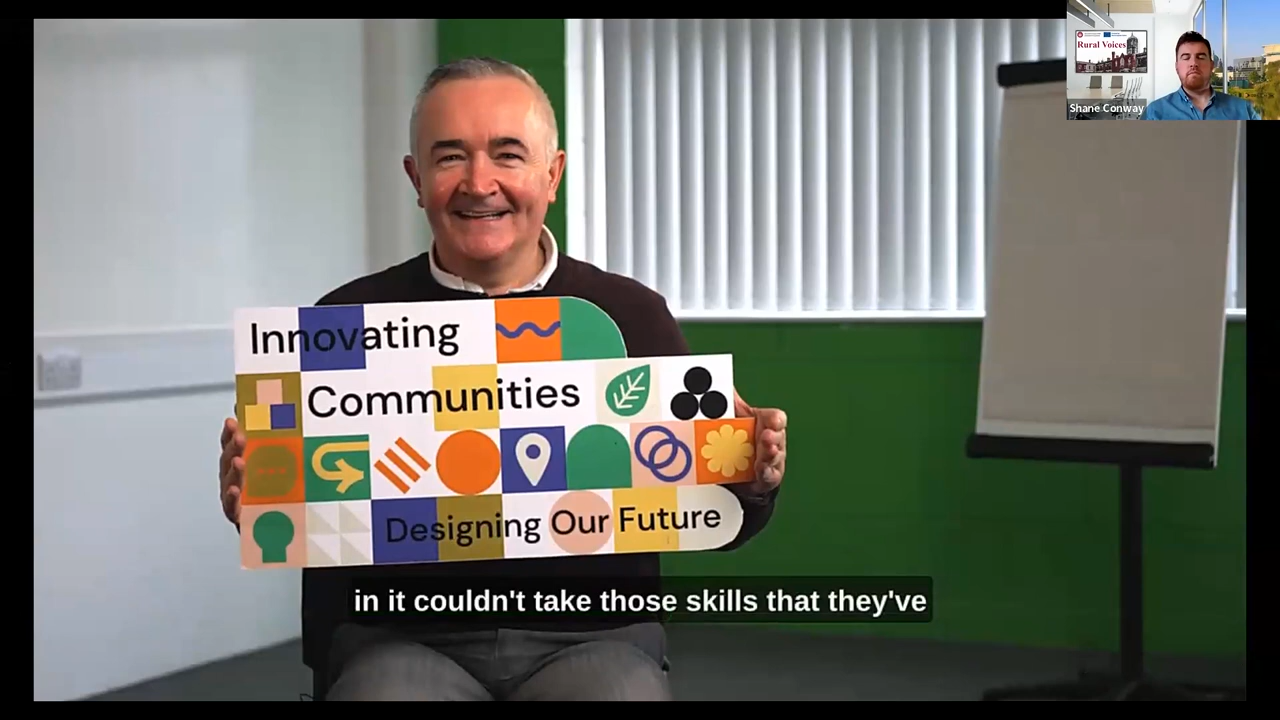 Rural Voices
Shane Conway
Innovating
Communities
Designing Our Future
in it couldn't take those skills that they've